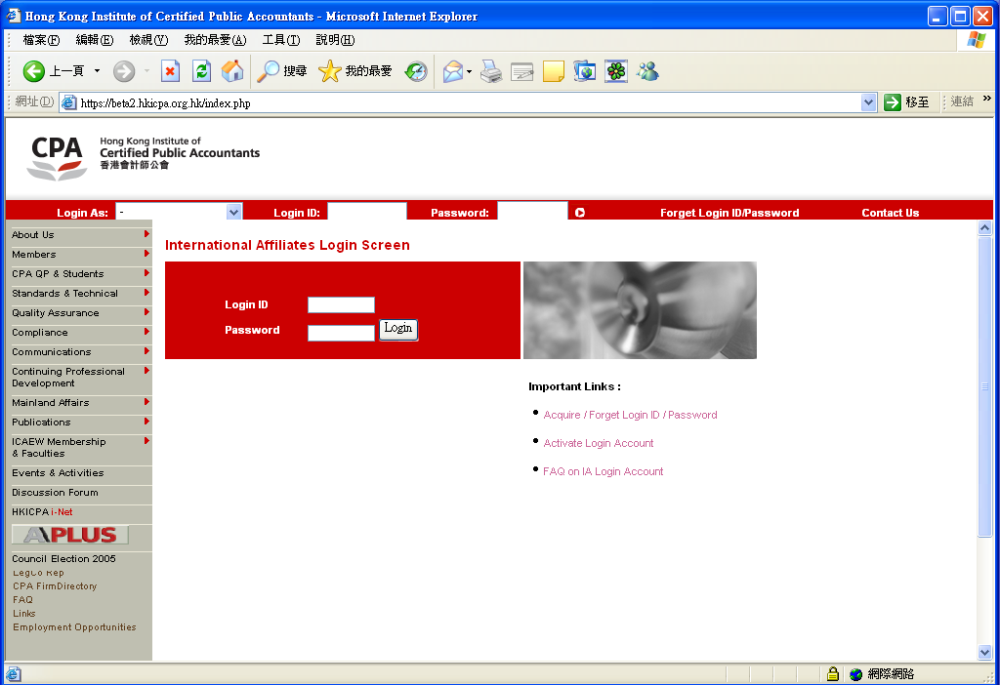 Hong Kong Institute of Certified Public Accountants - Microsoft Internet Explorer
檔案(F) 編輯(E) 檢視(V) 我的最愛(A) 工具(T) 說明(H)
上一頁 搜尋 我的最愛
網址(D) https://beta2.hkicpa.org.hk/index.php 移至 連結 »
CPA
Hong Kong Institute of
Certified Public Accountants
香港會計師公會
Login As: - Login ID: Password: Forget Login ID/Password Contact Us
About Us
Members
CPA QP & Students
Standards & Technical
Quality Assurance
Compliance
Communications
Continuing Professional
Development
Mainland Affairs
Publications
ICAEW Membership
& Faculties
Events & Activities
Discussion Forum
HKICPA i-Net
APLUS
Council Election 2005
LegCo Rep
CPA FirmDirectory
FAQ
Links
Employment Opportunities
International Affiliates Login Screen
Login ID
Password Login
Important Links :
Acquire / Forget Login ID / Password
Activate Login Account
FAQ on IA Login Account
網際網路